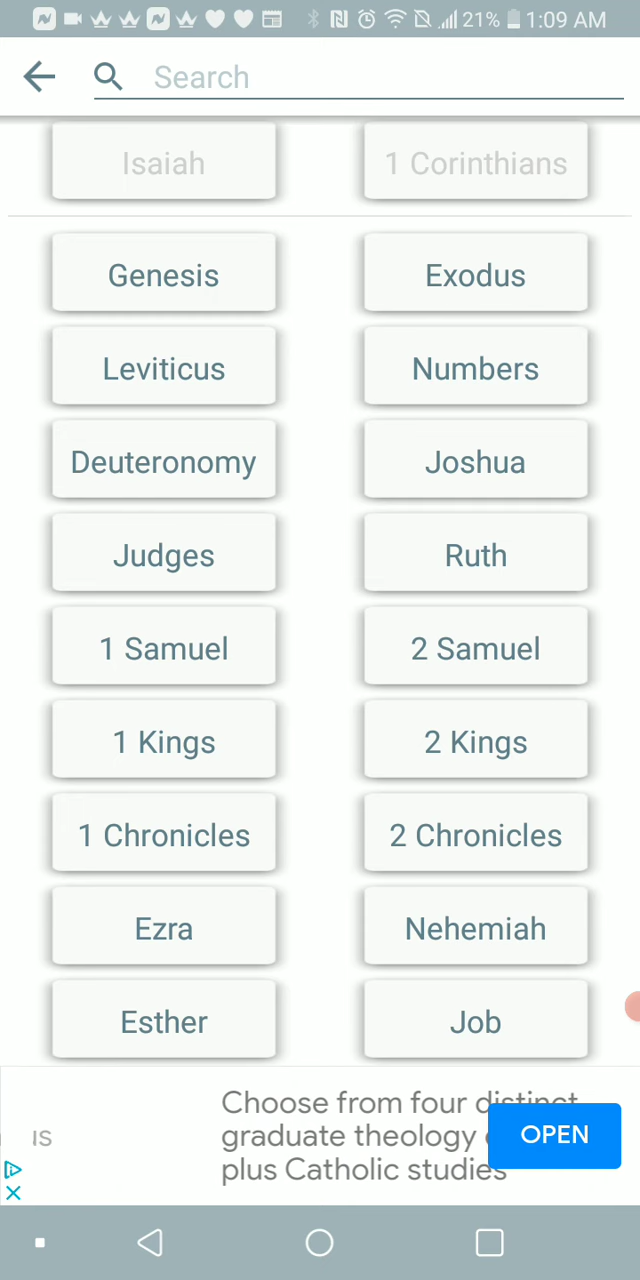 21% 1:09 AM
Search
Isaiah 1 Corinthians
Genesis Exodus
Leviticus Numbers
Deuteronomy Joshua
Judges Ruth
1 Samuel 2 Samuel
1 Kings 2 Kings
1 Chronicles 2 Chronicles
Ezra Nehemiah
Esther Job
us
Choose from four distinct
graduate theology
plus Catholic studies
OPEN